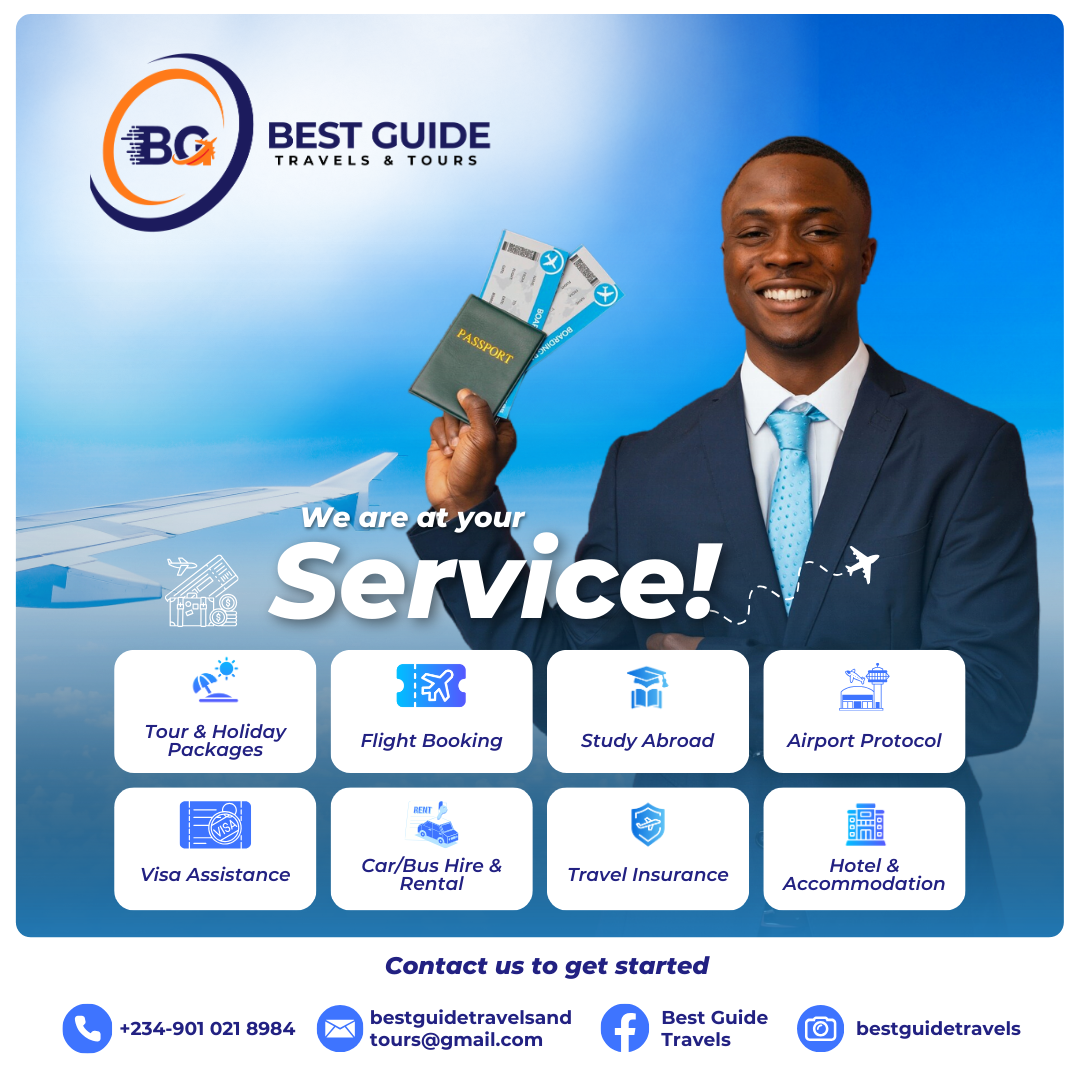 BG
BEST GUIDE
TRAVELS & TOURS
PASSPORT
BOARDING
We are at your
Service!
Tour & Holiday
Packages
Flight Booking
Study Abroad
Airport Protocol
VISA
Visa Assistance
RENT
Car/Bus Hire &
Rental
Travel Insurance
Hotel &
Accommodation
Contact us to get started
+234-901 021 8984
bestguidetravelsand
tours@gmail.com
Best Guide
Travels
bestguidetravels